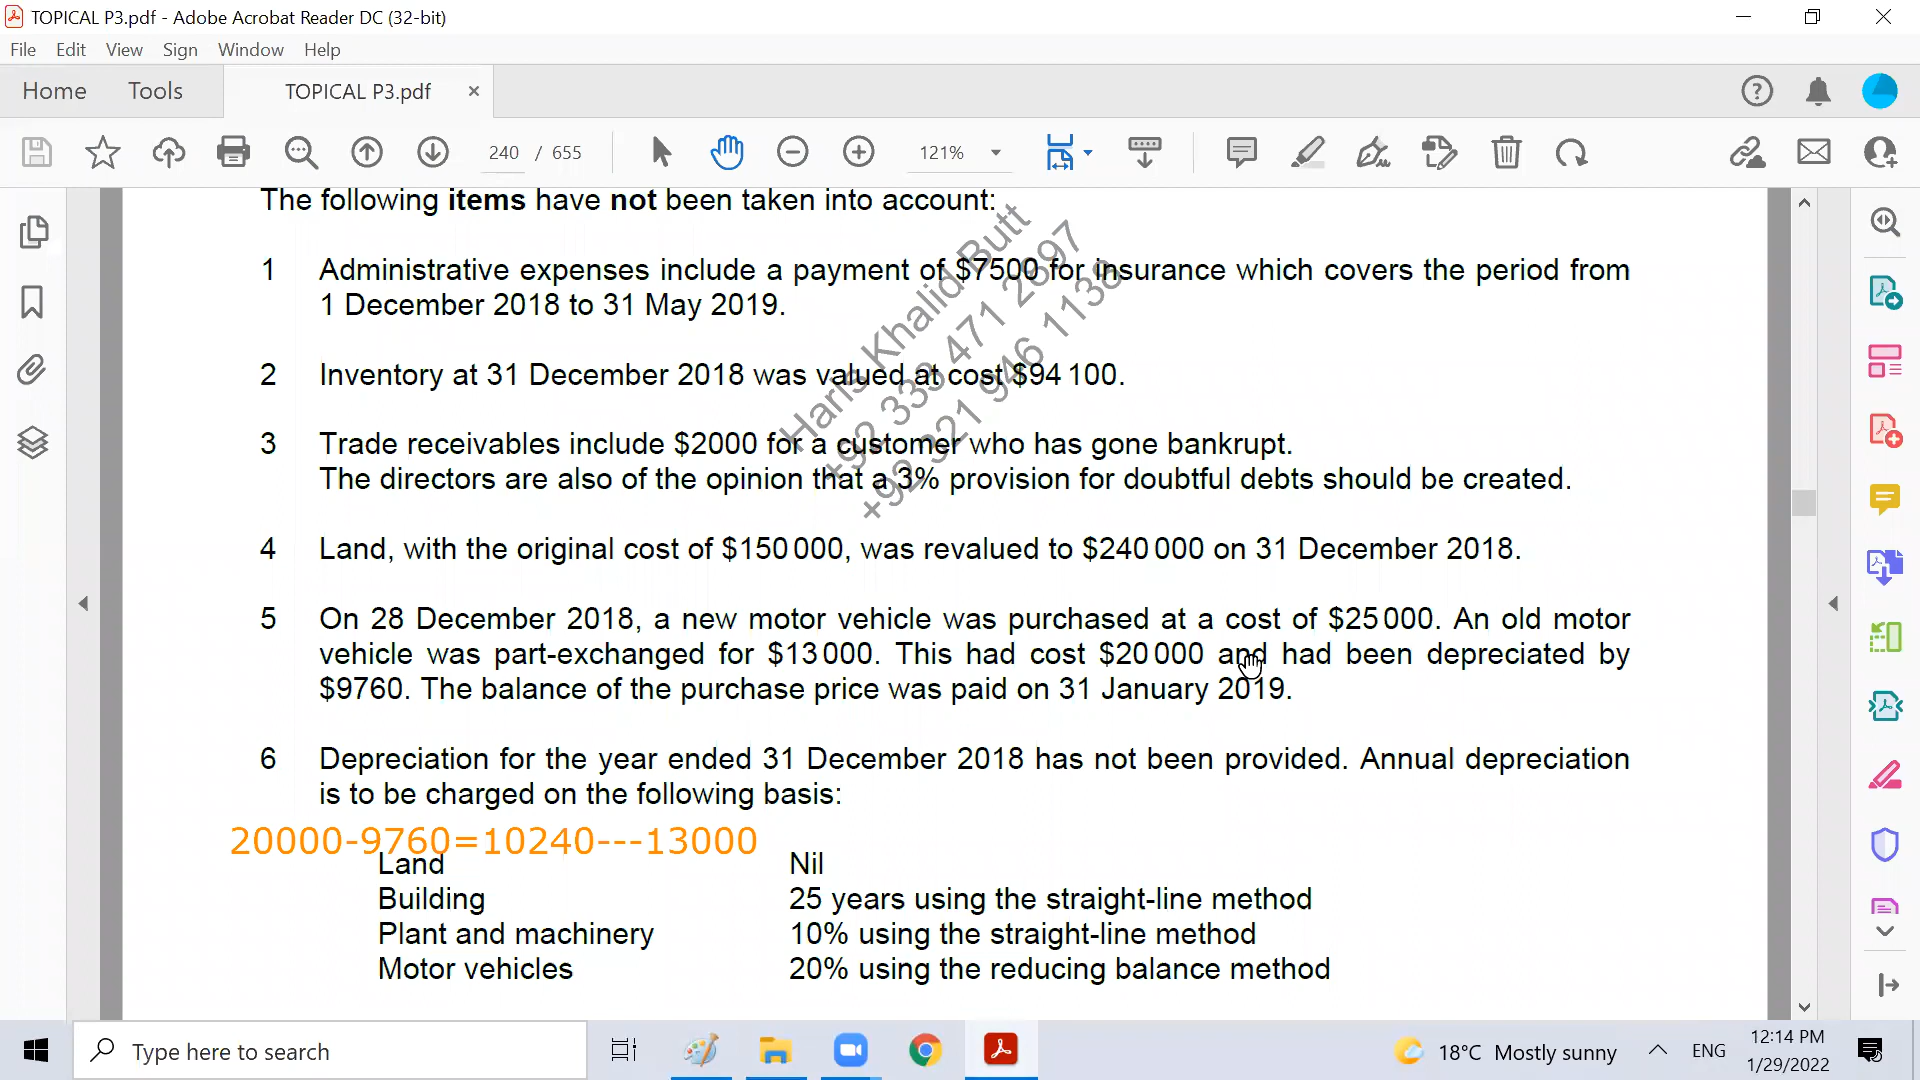 TOPICAL P3.pdf - Adobe Acrobat Reader DC (32-bit)
File Edit View Sign Window Help
Home Tools TOPICAL P3.pdf ×
240 / 655 121%
The following items have not been taken into account:
1 Administrative expenses include a payment of $7500 for insurance which covers the period from
1 December 2018 to 31 May 2019.
2 Inventory at 31 December 2018 was valued at cost $94 100.
3 Trade receivables include $2000 for a customer who has gone bankrupt.
The directors are also of the opinion that a 3% provision for doubtful debts should be created.
4 Land, with the original cost of $150 000, was revalued to $240 000 on 31 December 2018.
5 On 28 December 2018, a new motor vehicle was purchased at a cost of $25 000. An old motor
vehicle was part-exchanged for $13 000. This had cost $20 000 and had been depreciated by
$9760. The balance of the purchase price was paid on 31 January 2019.
6 Depreciation for the year ended 31 December 2018 has not been provided. Annual depreciation
is to be charged on the following basis:
20000-9760=10240---13000
Land Nil
Building 25 years using the straight-line method
Plant and machinery 10% using the straight-line method
Motor vehicles 20% using the reducing balance method
Haris Khalid Butt
+92 333 471 2897
+92 321 946 1138
Type here to search
18°C Mostly sunny
ENG
12:14 PM
1/29/2022